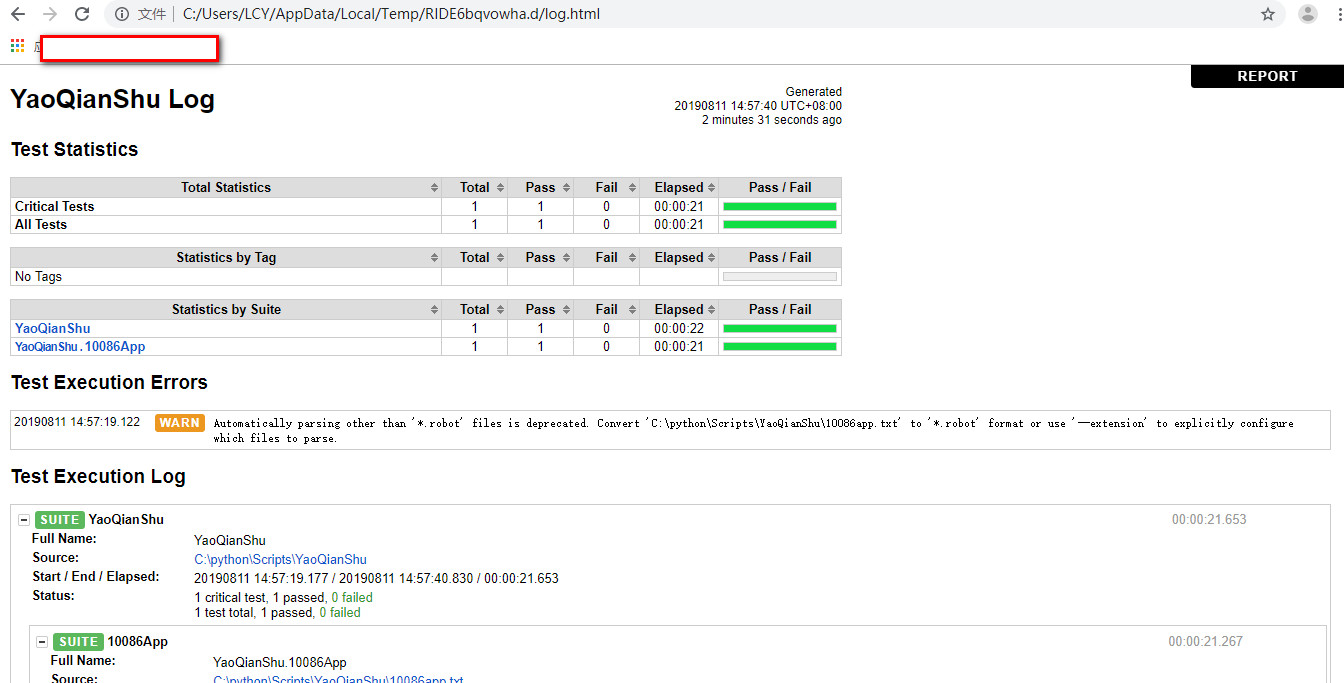 文件 C:/Users/LCY/AppData/Local/Temp/RIDE6bqvowha.d/log.html
REPORT
YaoQianShu Log
Generated
20190811 14:57:40 UTC+08:00
2 minutes 31 seconds ago
Test Statistics
Total Statistics Total Pass Fail Elapsed Pass / Fail
Critical Tests 1 1 0 00:00:21
All Tests 1 1 0 00:00:21
Statistics by Tag Total Pass Fail Elapsed Pass / Fail
No Tags
Statistics by Suite Total Pass Fail Elapsed Pass / Fail
YaoQianShu 1 1 0 00:00:22
YaoQianShu.10086App 1 1 0 00:00:21
Test Execution Errors
20190811 14:57:19.122 WARN Automatically parsing other than '*.robot' files is deprecated. Convert 'C:\python\Scripts\YaoQianShu\10086app.txt' to '*.robot' format or use '--extension' to explicitly configure
which files to parse.
Test Execution Log
SUITE YaoQianShu 00:00:21.653
Full Name: YaoQianShu
Source: C:\python\Scripts\YaoQianShu
Start / End / Elapsed: 20190811 14:57:19.177 / 20190811 14:57:40.830 / 00:00:21.653
Status: 1 critical test, 1 passed, 0 failed
1 test total, 1 passed, 0 failed
SUITE 10086App 00:00:21.267
Full Name: YaoQianShu.10086App
Source: C:\python\Scripts\YaoQianShu\10086app.txt